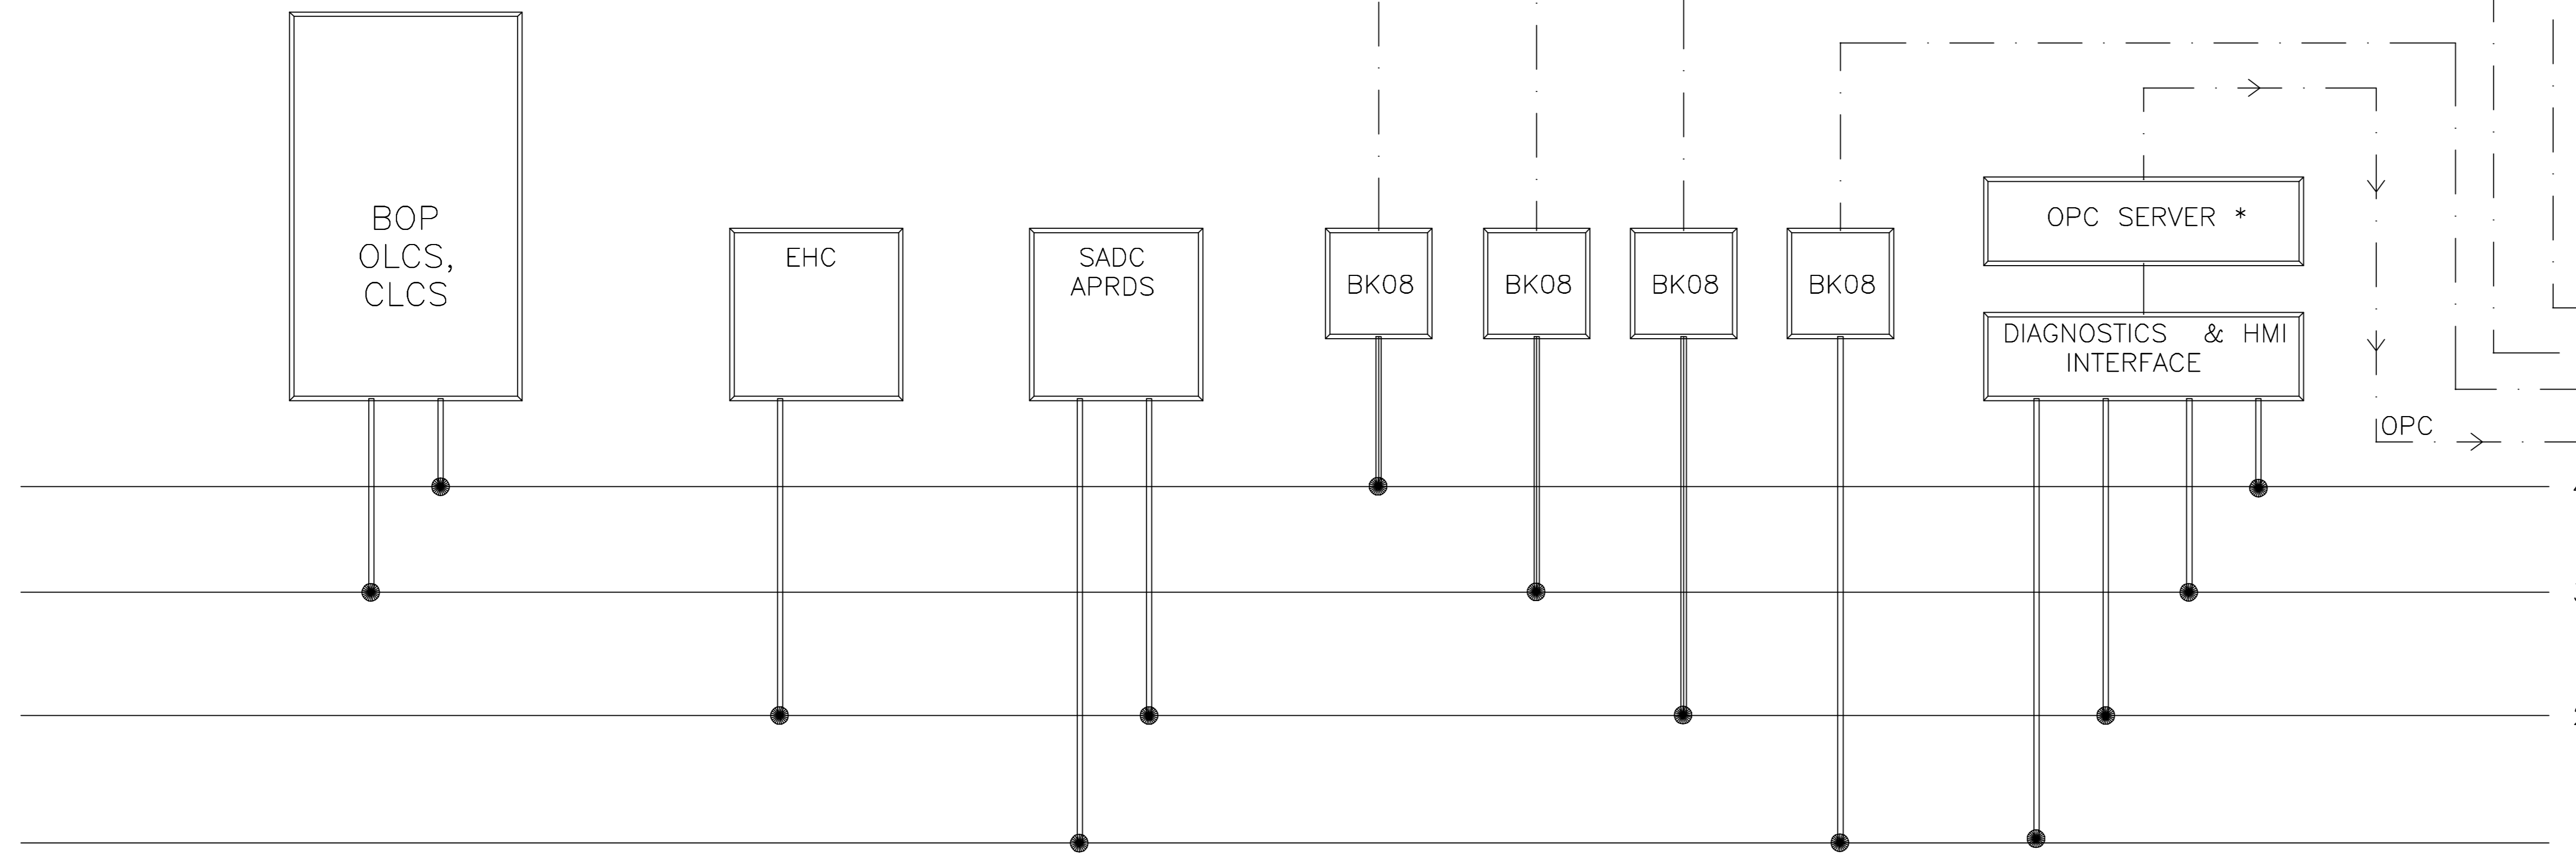 BOP
OLCS,
CLCS
EHC
SADC
APRDS
BK08
BK08
BK08
BK08
OPC SERVER *
DIAGNOSTICS & HMI
INTERFACE
OPC